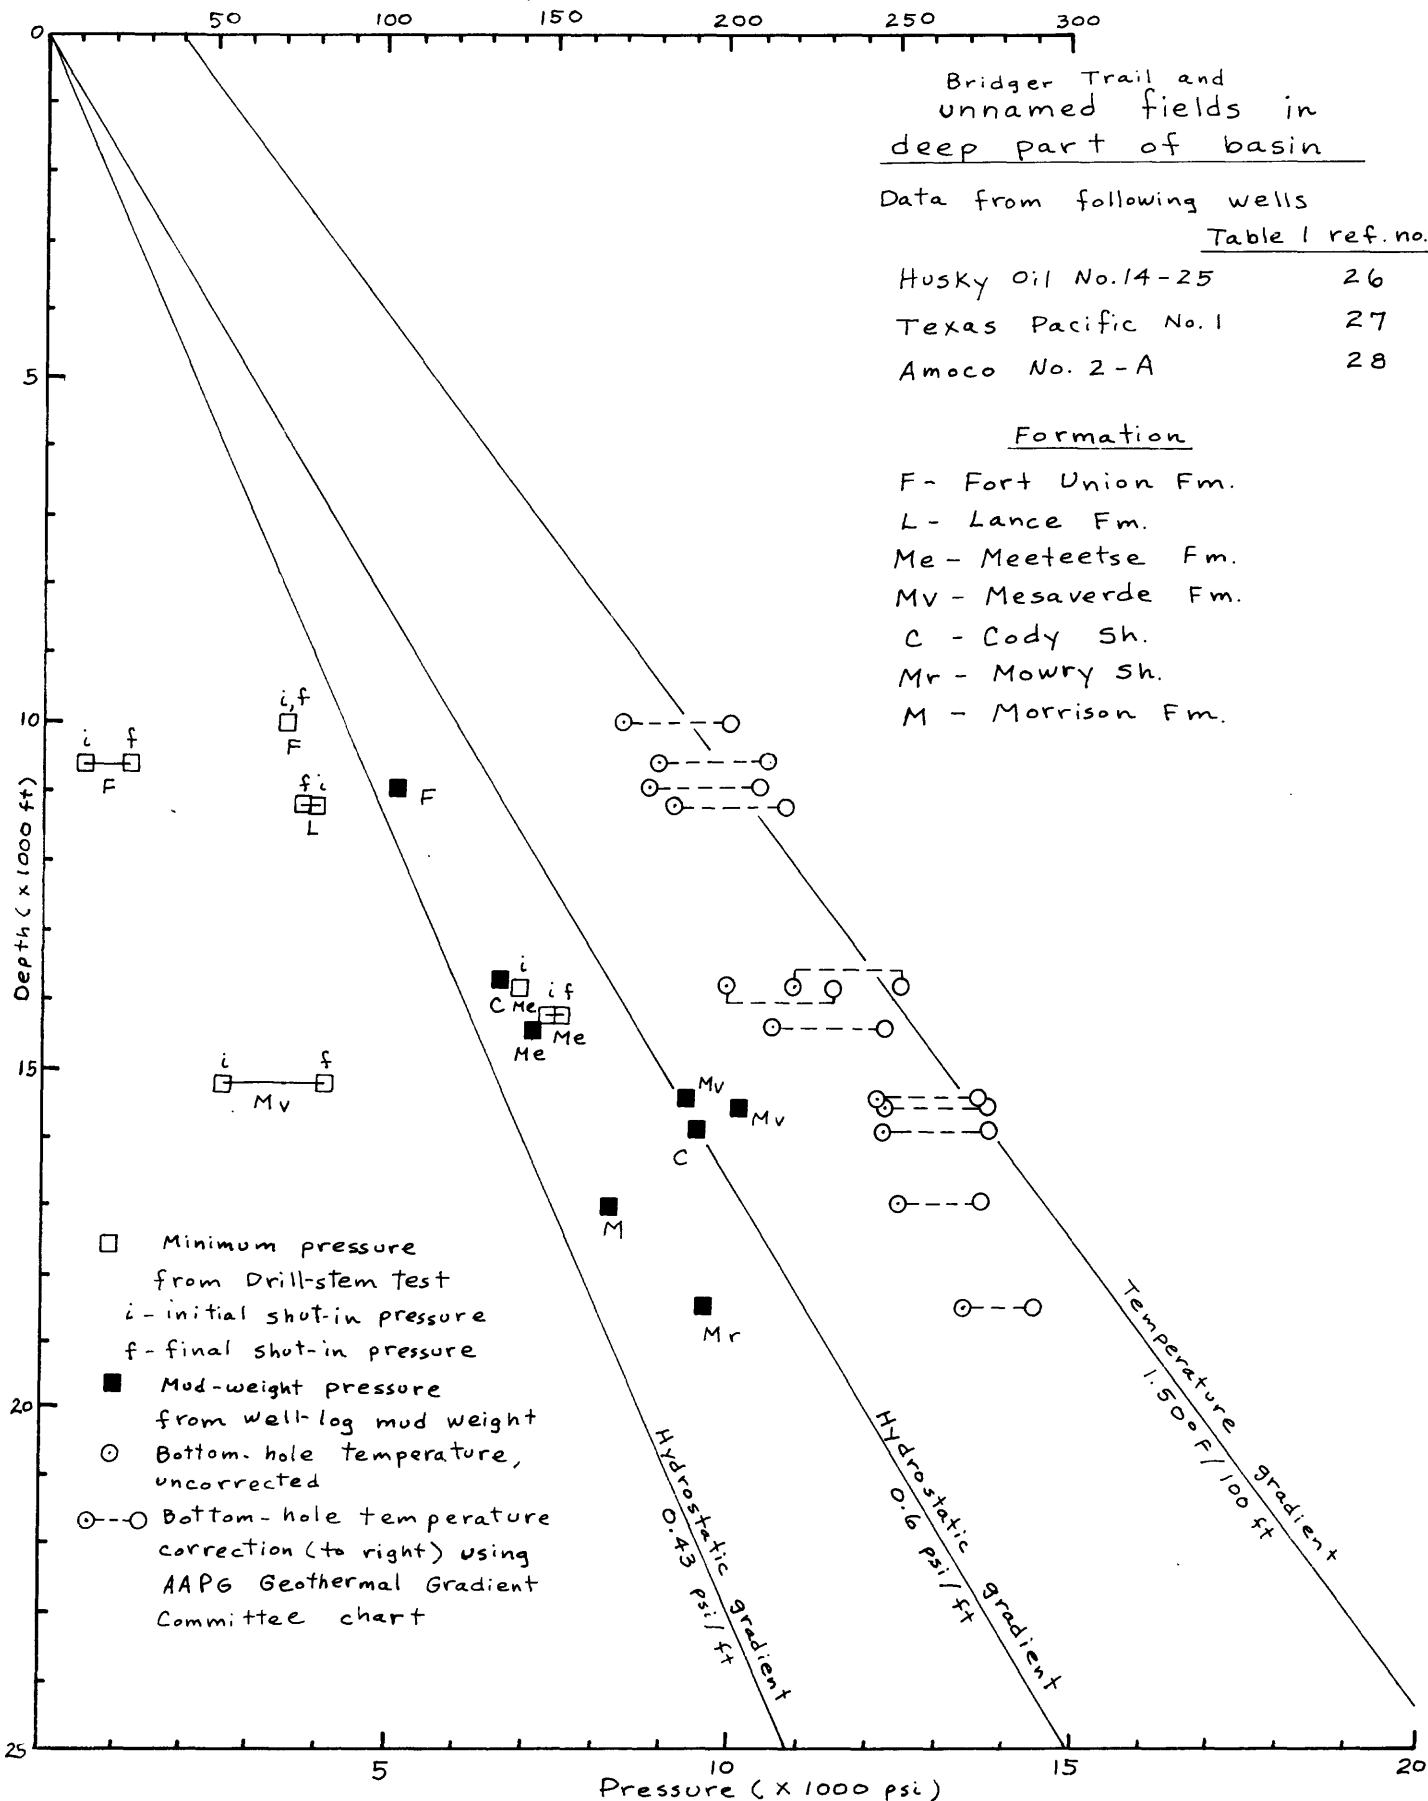 50 100 150 200 250 300
0
Bridger Trail and
unnamed fields in
deep part of basin
Data from following wells
Table 1 ref. no.
Husky Oil No. 14-25 26
Texas Pacific No. 1 27
Amoco No. 2-A 28
Formation
F- Fort Union Fm.
L- Lance Fm.
Me- Meeteetse Fm.
Mv- Mesaverde Fm.
C - Cody Sh.
Mr- Mowry Sh.
M - Morrison Fm.
5
10
15
20
25
Depth (x1000 ft)
i,f
F
i f
F
f i
L
F
i
C Me
i f
Me
Me
i f
Mv
Mv
Mv
C
M
Mr
Minimum pressure
from Drill-stem test
i-initial shut-in pressure
f-final shut-in pressure
Mud-weight pressure
from well-log mud weight
Bottom-hole temperature,
uncorrected
Bottom-hole temperature
correction (to right) using
AAPG Geothermal Gradient
Committee chart
Hydrostatic gradient
0.43 psi/ft
Hydrostatic gradient
0.6 psi/ft
Temperature gradient
1.50°F/100 ft
5 10 15 20
Pressure (x 1000 psi)